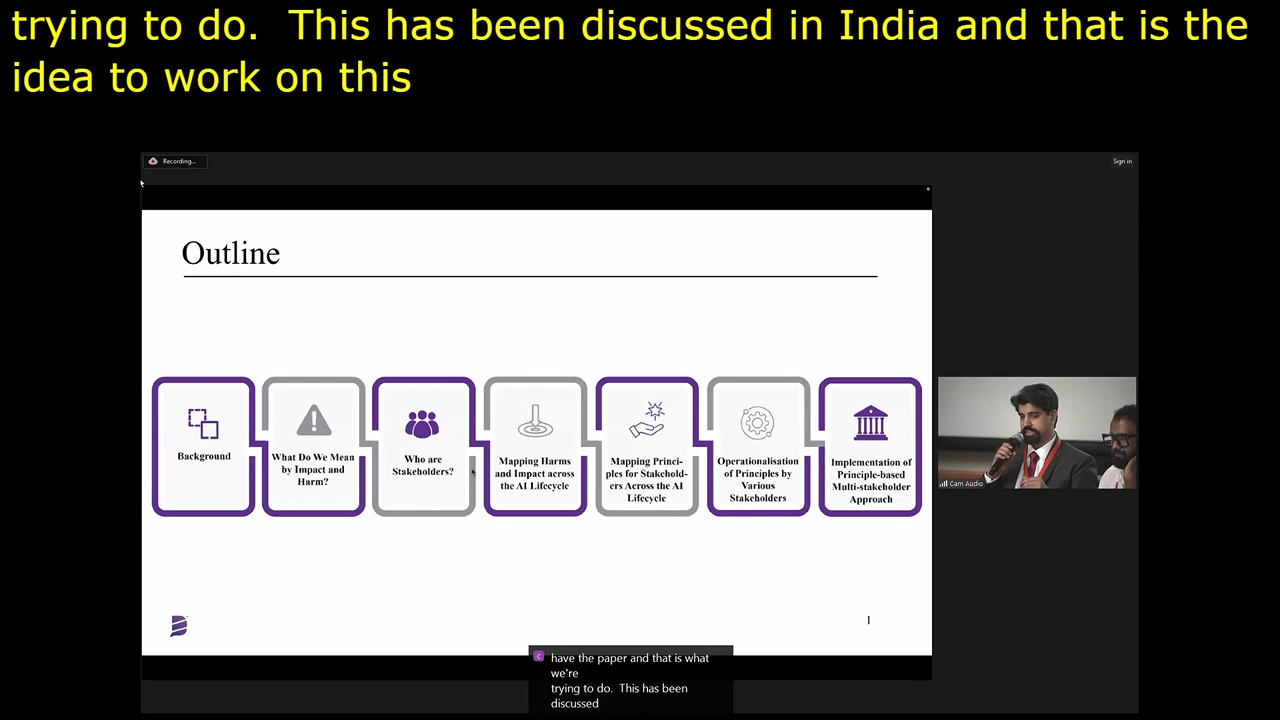 trying to do.  This has been discussed in India and that is the
idea to work on this
Recording...
Sign in
Outline
Background
What Do We Mean
by Impact and
Harm?
Who are
Stakeholders?
Mapping Harms
and Impact across
the AI Lifecycle
Mapping Princi-
ples for Stakehold-
ers Across the AI
Lifecycle
Operationalisation
of Principles by
Various
Stakeholders
Implementation of
Principle-based
Multi-stakeholder
Approach
Cam Audio
1
C
have the paper and that is what
we're
trying to do.  This has been
discussed